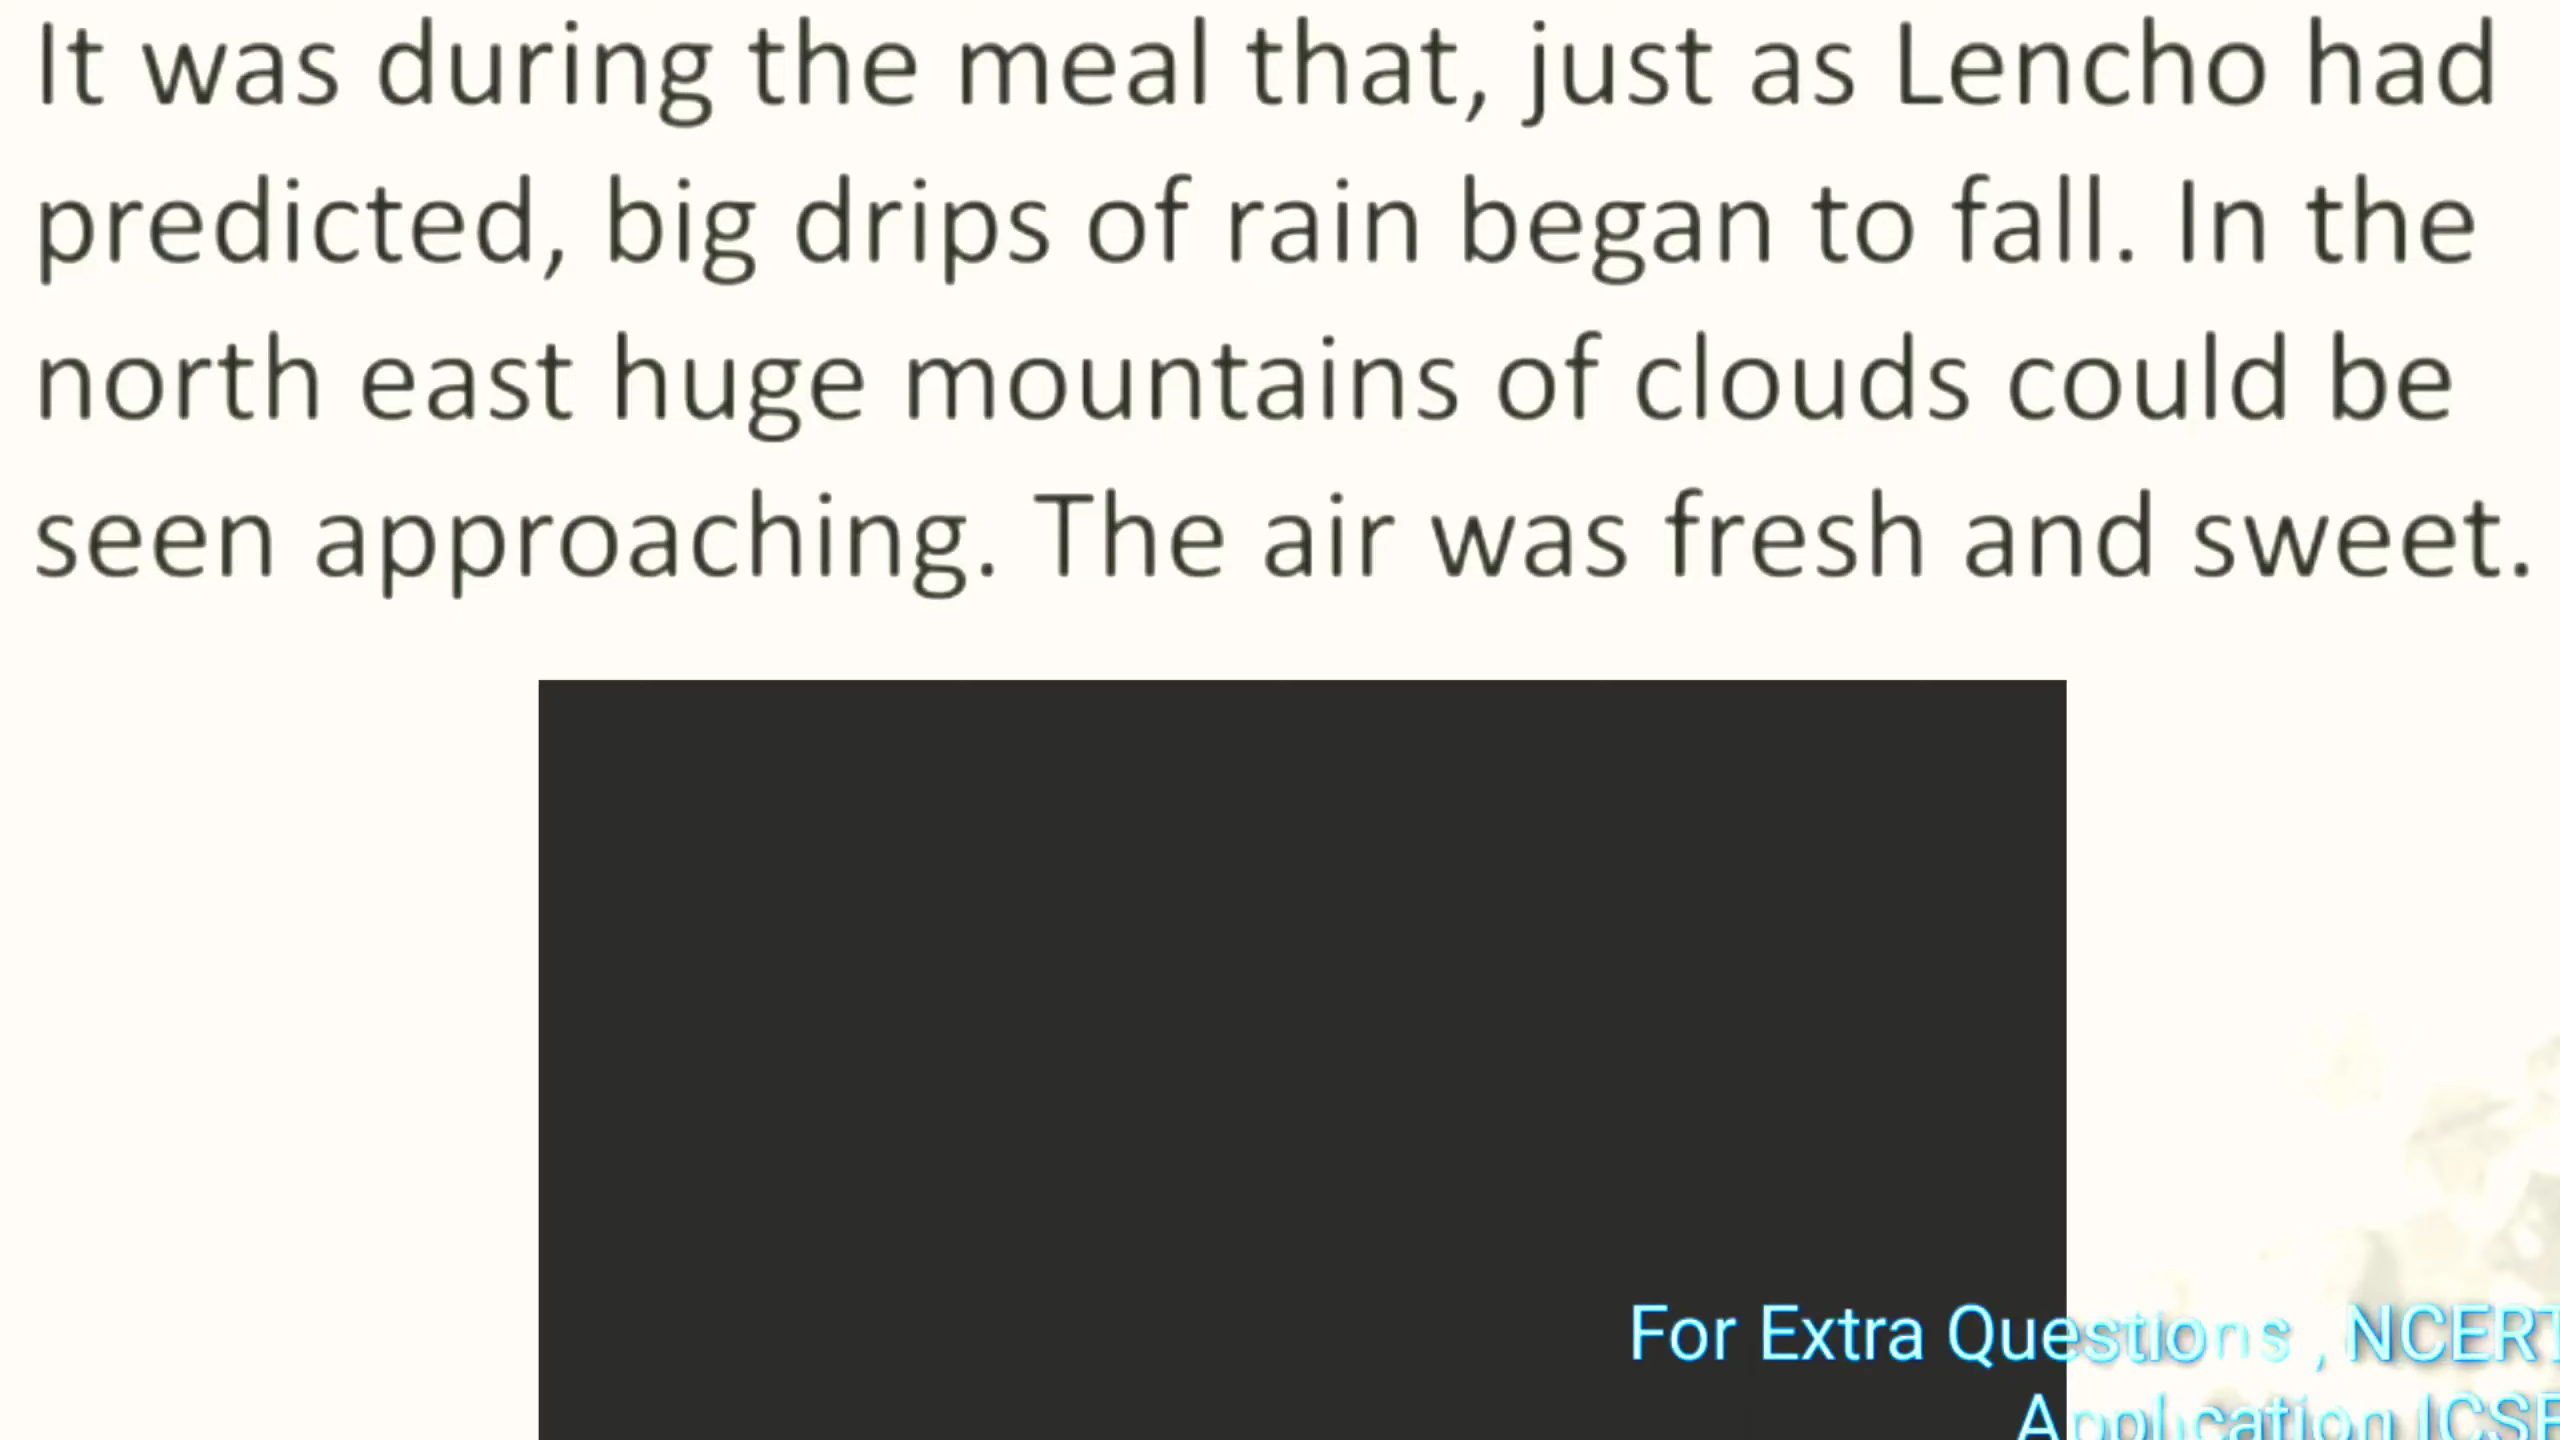 It was during the meal that, just as Lencho had
predicted, big drips of rain began to fall. In the
north east huge mountains of clouds could be
seen approaching. The air was fresh and sweet.
For Extra Questions , NCERT
Application ICSE